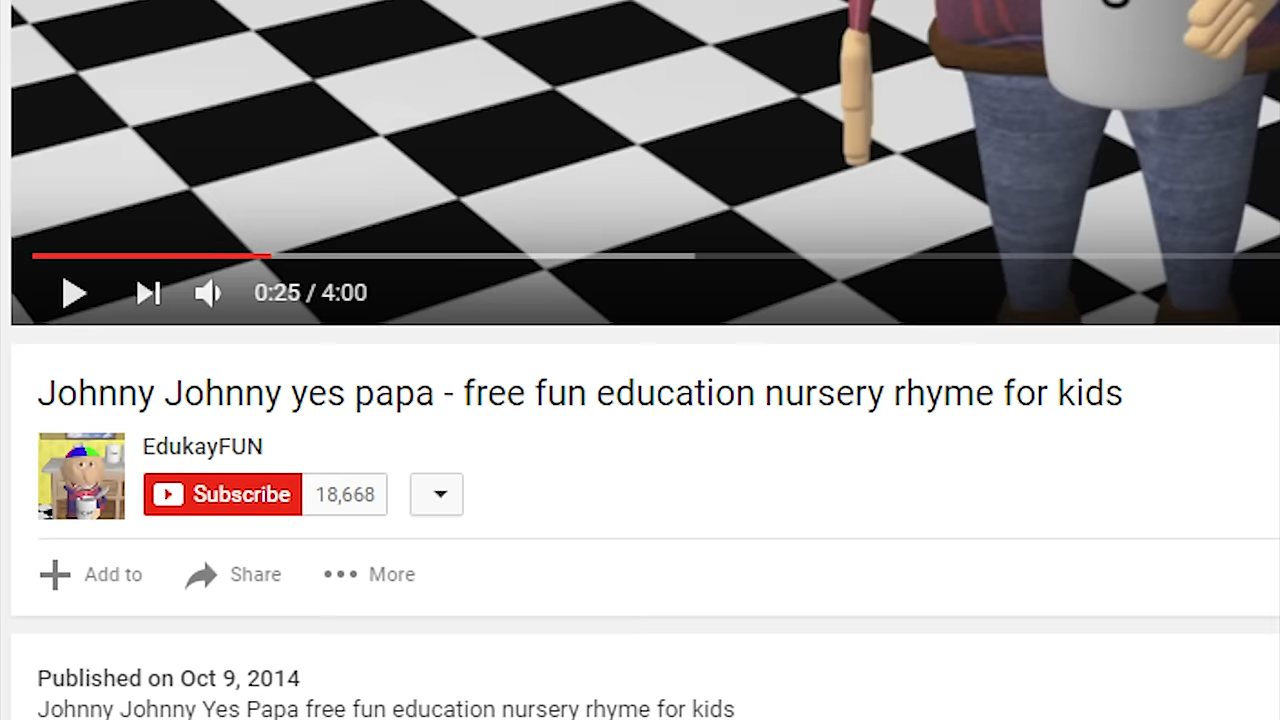 0:25 / 4:00
Johnny Johnny yes papa - free fun education nursery rhyme for kids
EdukayFUN
Subscribe 18,668
Add to Share More
Published on Oct 9, 2014
Johnny Johnny Yes Papa free fun education nursery rhyme for kids